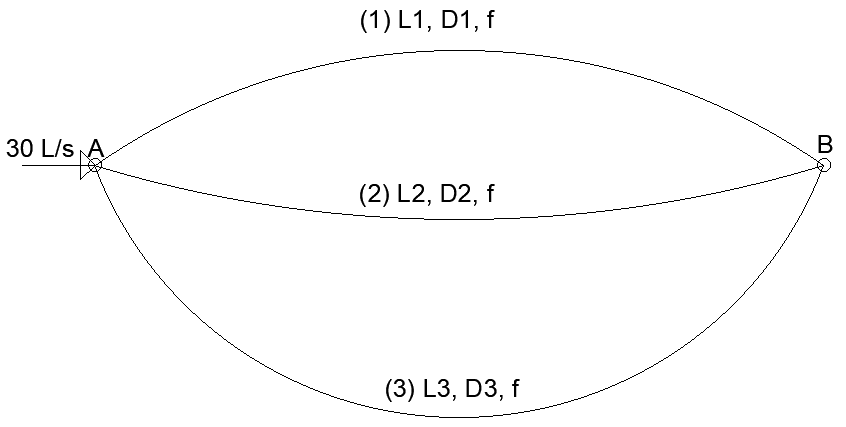 (1) L1, D1, f
30 L/s A
B
(2) L2, D2, f
(3) L3, D3, f